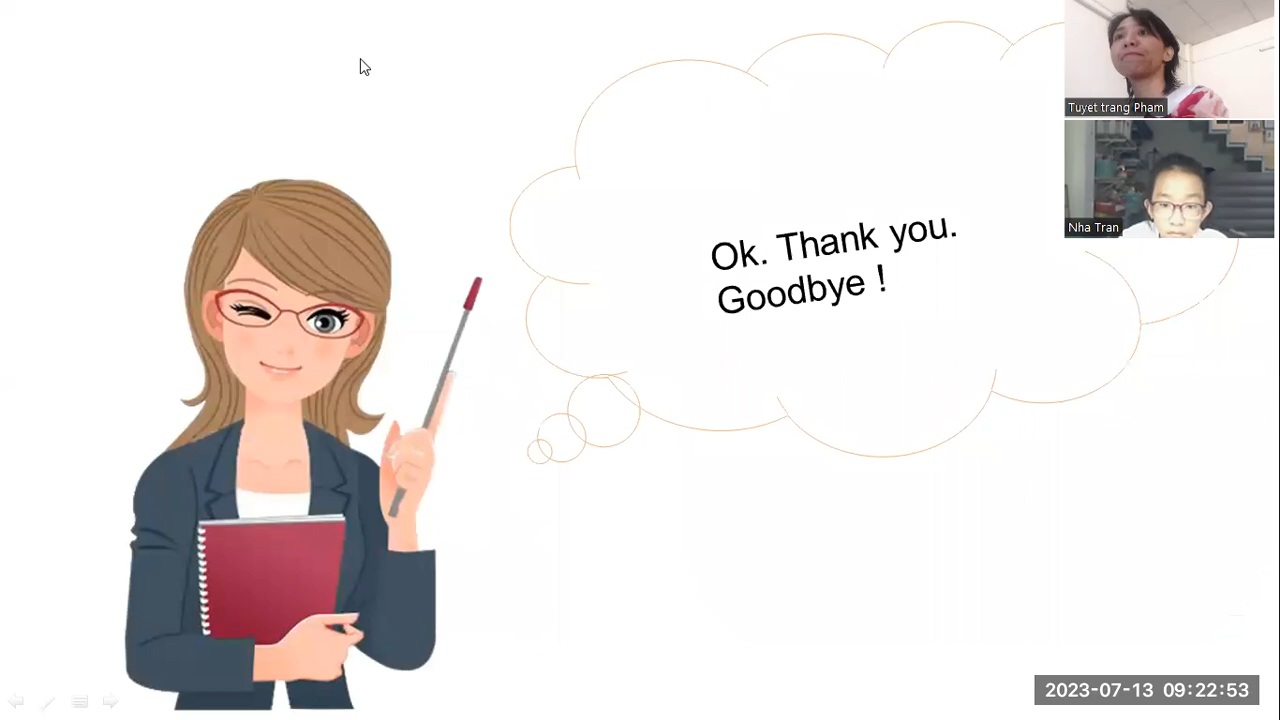 Tuyet trang Pham
Nha Tran
Ok. Thank you.
Goodbye !
2023-07-13 09:22:53